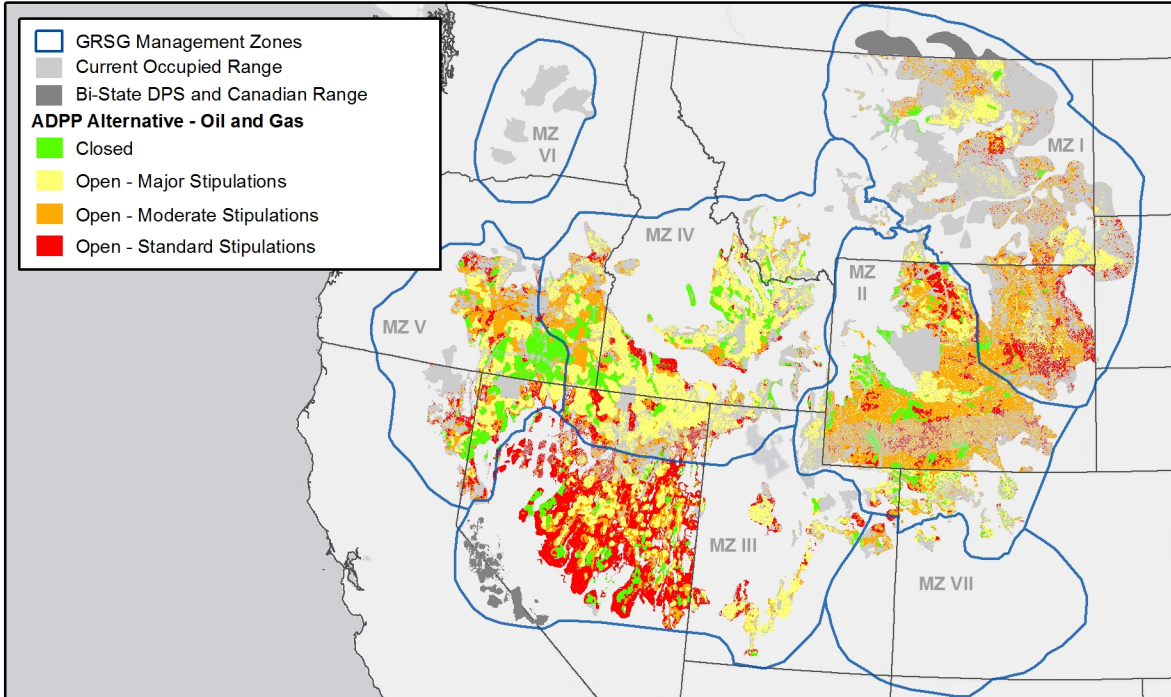 GRSG Management Zones
Current Occupied Range
Bi-State DPS and Canadian Range
ADPP Alternative - Oil and Gas
Closed
Open - Major Stipulations
Open - Moderate Stipulations
Open - Standard Stipulations
MZ
VI
MZ I
MZ IV
MZ
II
MZ V
MZ III
MZ VII